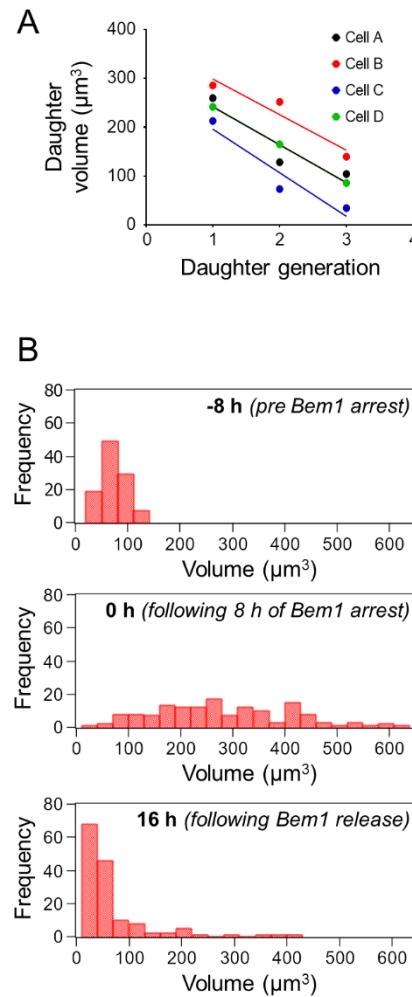 A
Daughter
volume (µm³)
400
300
200
100
0
0 1 2 3 4
Daughter generation
Cell A
Cell B
Cell C
Cell D
B
-8 h (pre Bem1 arrest)
Frequency
80
60
40
20
0
0 100 200 300 400 500 600
Volume (µm³)
0 h (following 8 h of Bem1 arrest)
Frequency
80
60
40
20
0
0 100 200 300 400 500 600
Volume (µm³)
16 h (following Bem1 release)
Frequency
80
60
40
20
0
0 100 200 300 400 500 600
Volume (µm³)